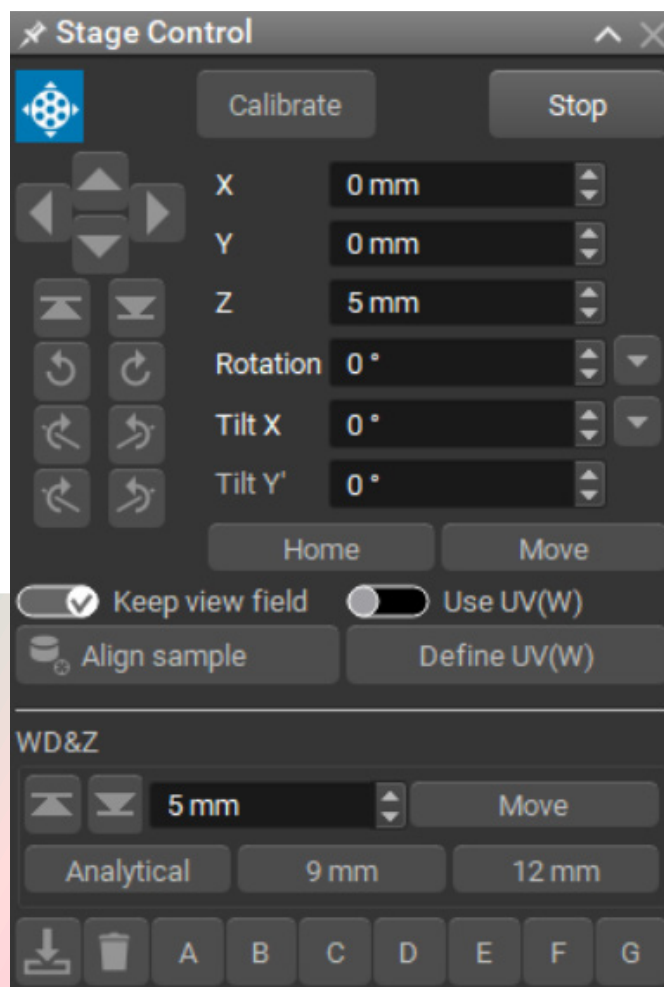 Stage Control
Calibrate Stop
X 0 mm
Y 0 mm
Z 5 mm
Rotation 0 °
Tilt X 0 °
Tilt Y' 0 °
Home Move
Keep view field Use UV(W)
Align sample Define UV(W)
WD&Z
5 mm Move
Analytical 9 mm 12 mm
A B C D E F G